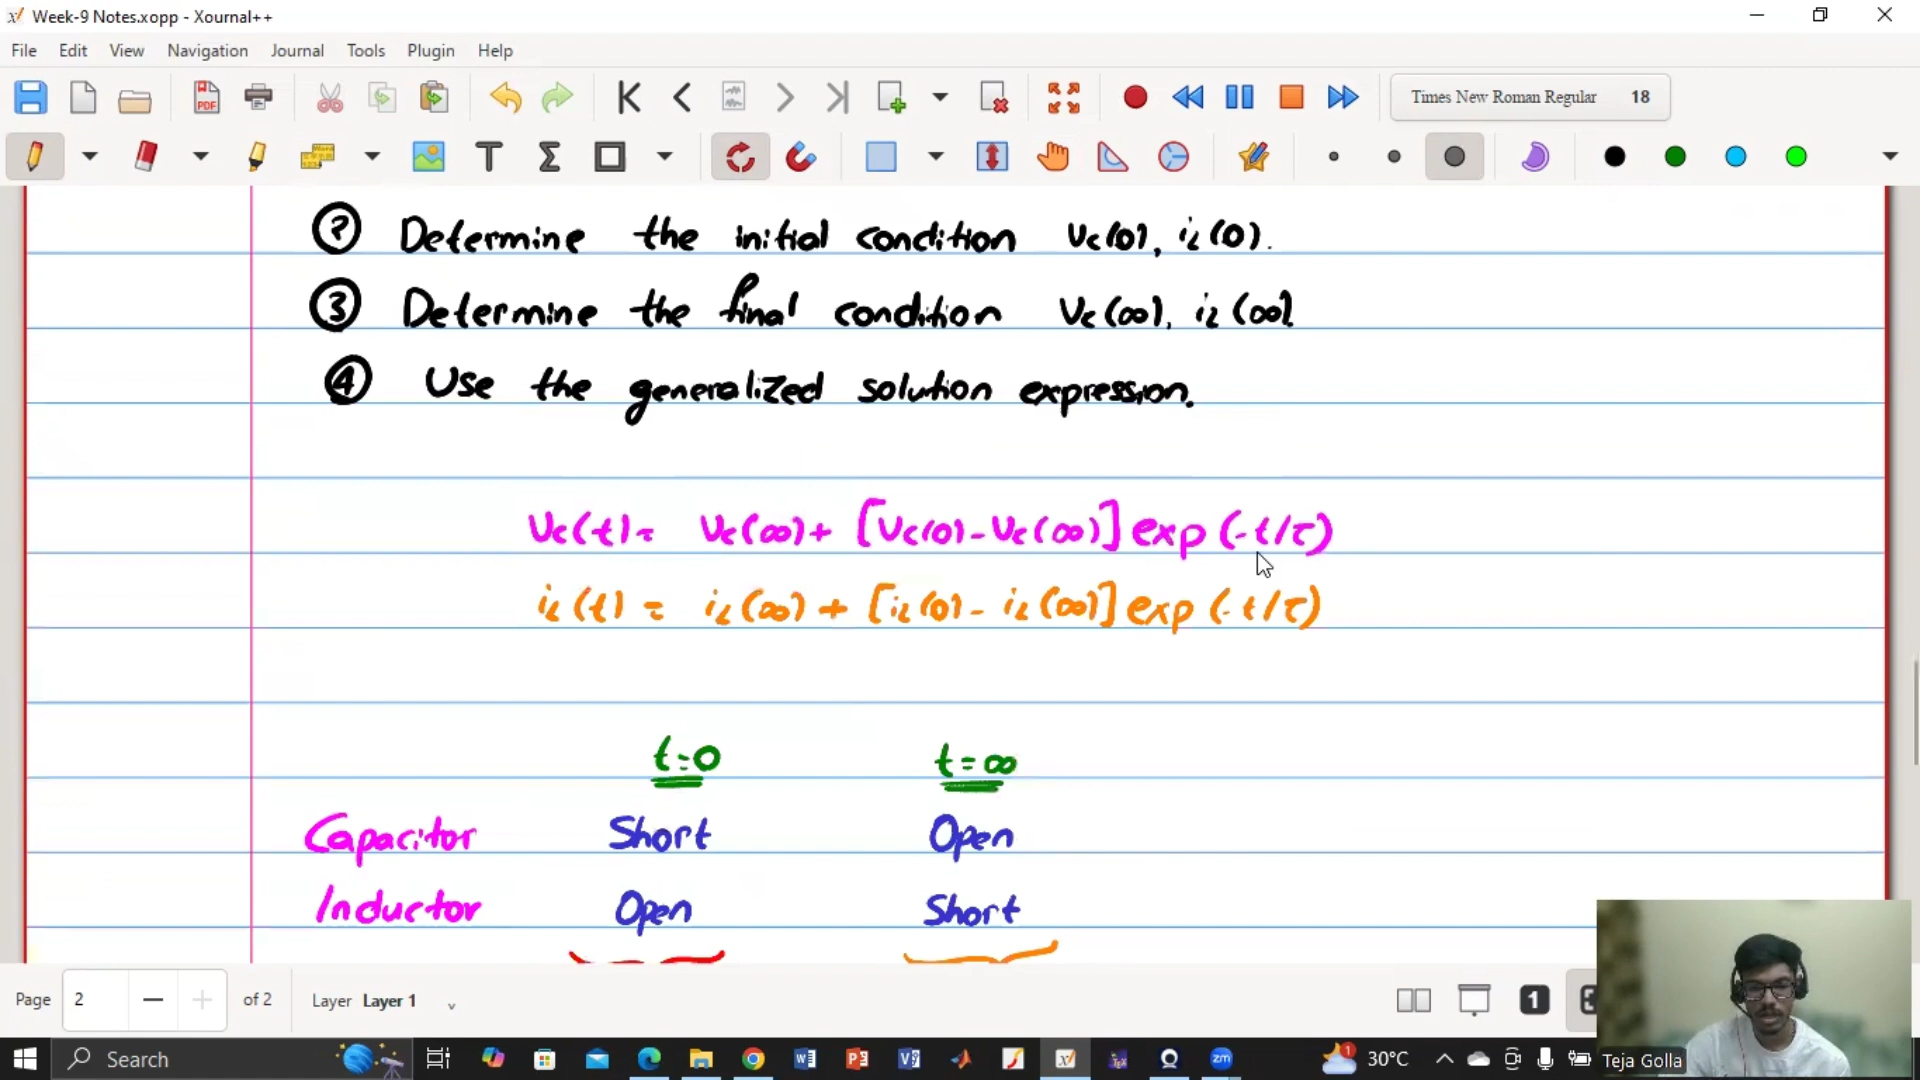 Week-9 Notes.xopp - Xournal++
File Edit View Navigation Journal Tools Plugin Help
Times New Roman Regular 18
② Determine the initial condition Vc(0), iL(0).
③ Determine the final condition Vc(∞), iL(∞).
④ Use the generalized solution expression.
Vc(t) = Vc(∞) + [Vc(0) - Vc(∞)] exp (-t/τ)
iL(t) = iL(∞) + [iL(0) - iL(∞)] exp (-t/τ)
t=0 t=∞
Capacitor Short Open
Inductor Open Short
Page 2 of 2 Layer Layer 1
Search 30°C Teja Golla